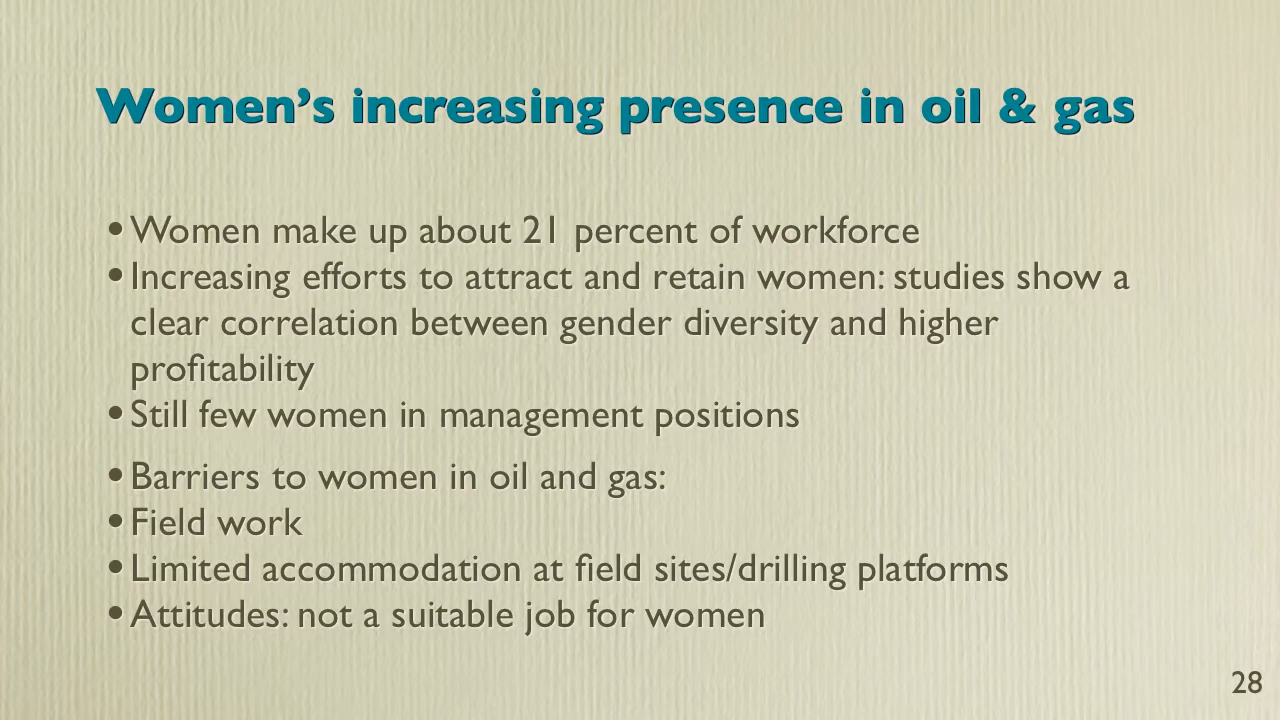 Women’s increasing presence in oil & gas
•Women make up about 21 percent of workforce
•Increasing efforts to attract and retain women: studies show a
clear correlation between gender diversity and higher
profitability
•Still few women in management positions
•Barriers to women in oil and gas:
•Field work
•Limited accommodation at field sites/drilling platforms
•Attitudes: not a suitable job for women
28